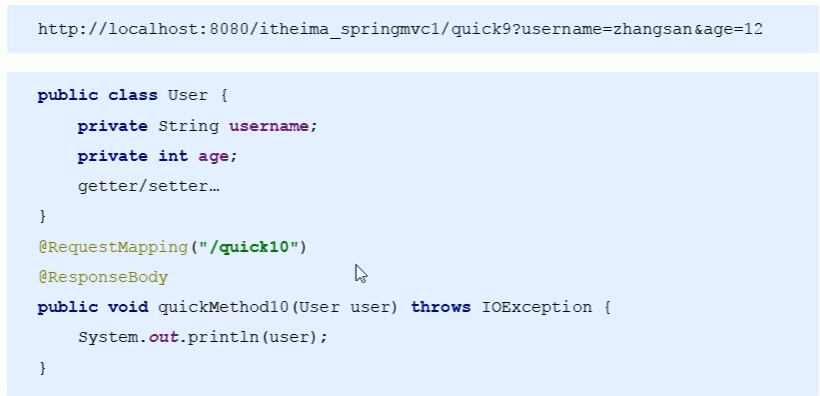 http://localhost:8080/itheima_springmvc1/quick9?username=zhangsan&age=12
public class User {
    private String username;
    private int age;
    getter/setter…
}
@RequestMapping("/quick10")
@ResponseBody
public void quickMethod10(User user) throws IOException {
    System.out.println(user);
}